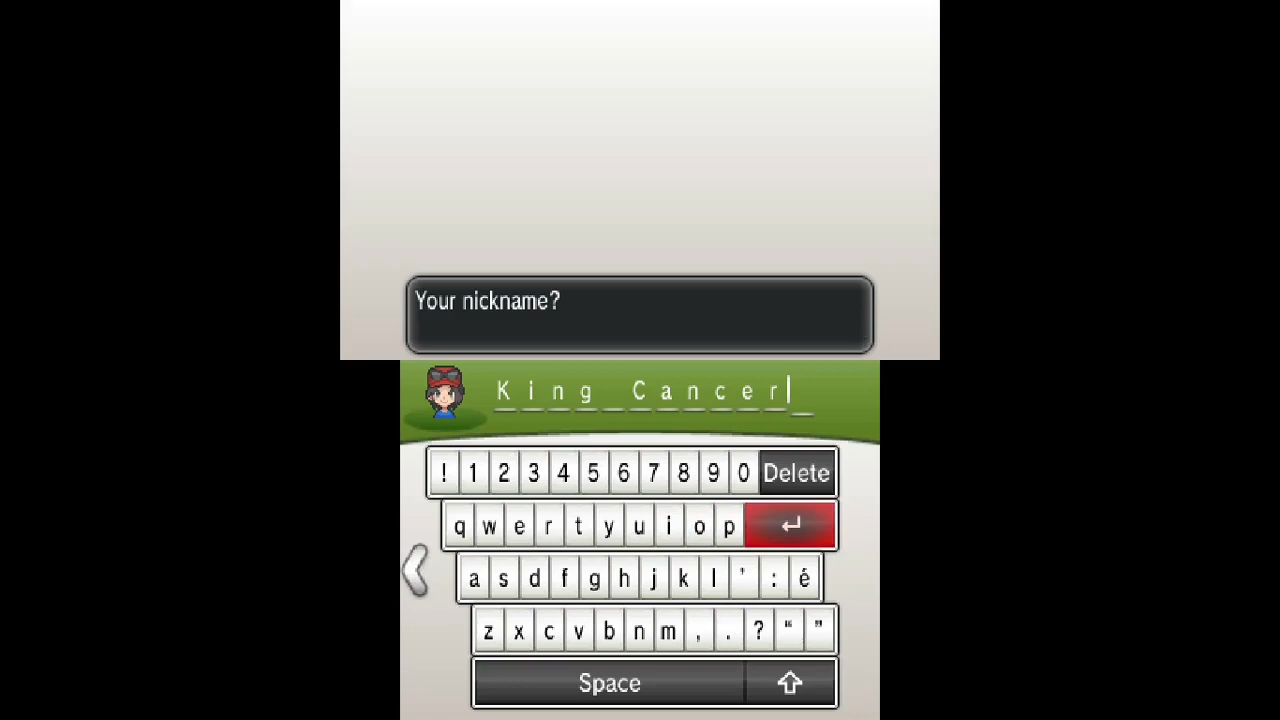 Your nickname?
King Cancer
! 1 2 3 4 5 6 7 8 9 0 Delete
q w e r t y u i o p
a s d f g h j k l ' : é
z x c v b n m , . ? “ ”
Space